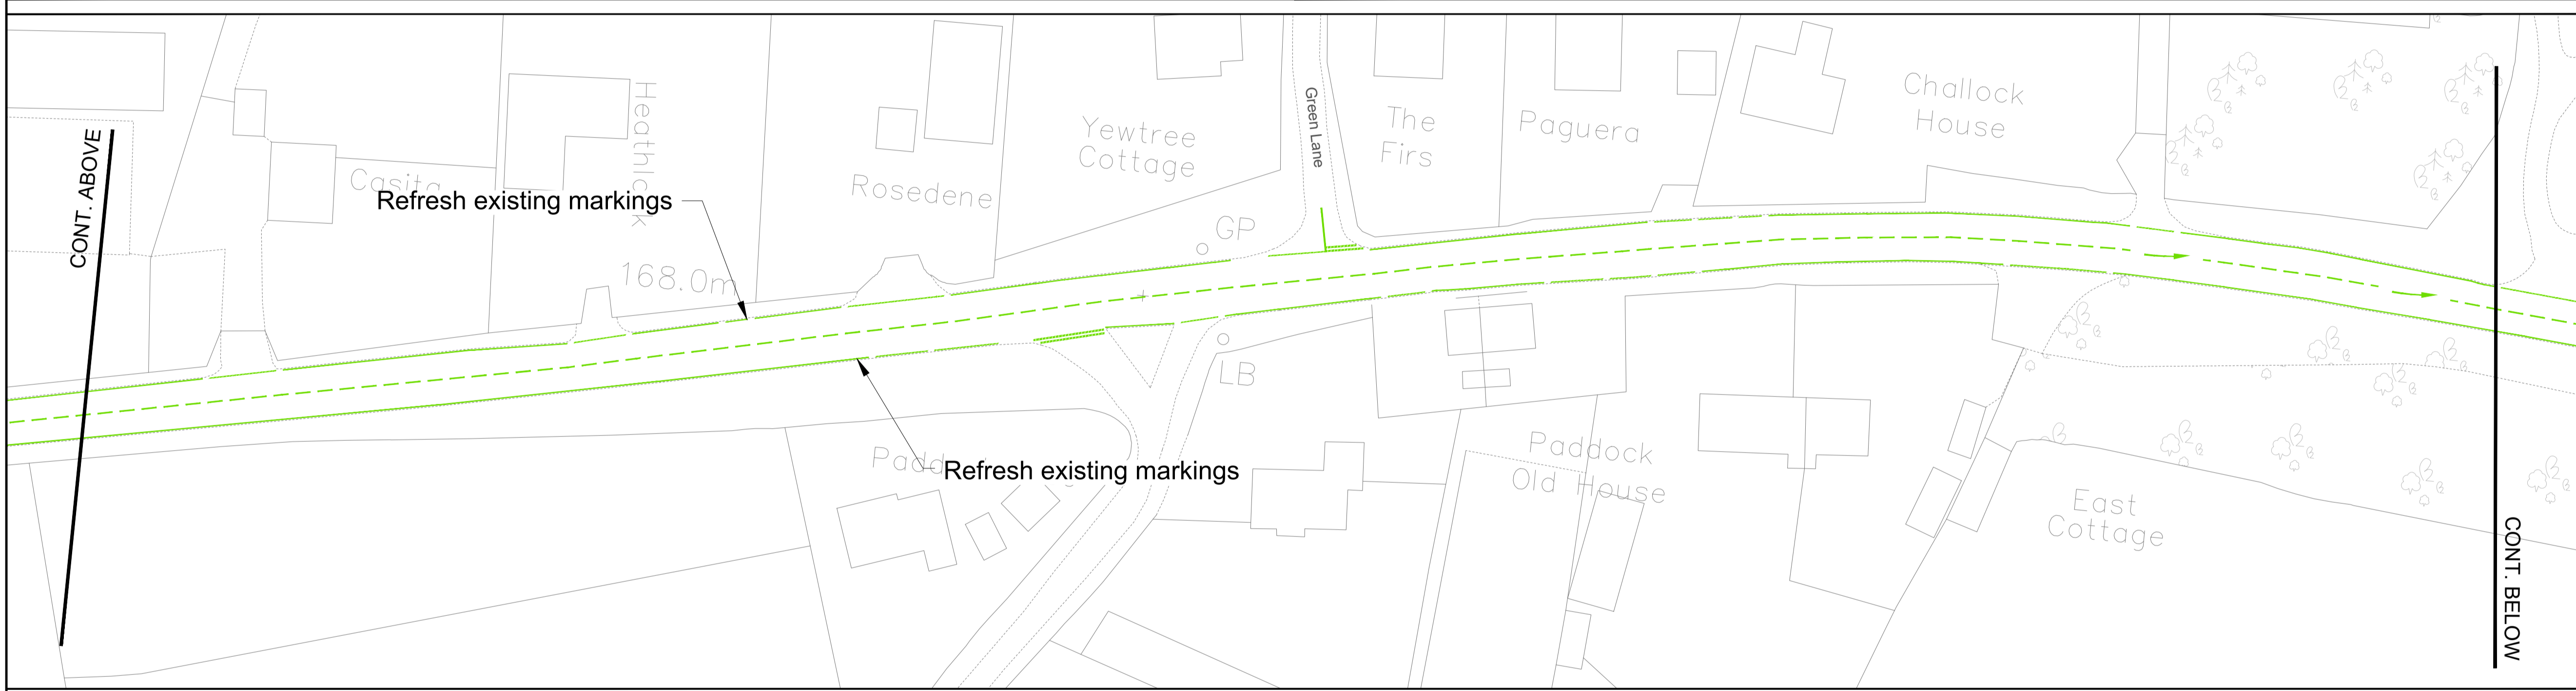 CONT. ABOVE
Casita
Refresh existing markings
168.0m
Rosedene
Yewtree
Cottage
GP
Green Lane
The
Firs
Paguera
Challock
House
LB
Refresh existing markings
Paddock
Old House
East
Cottage
CONT. BELOW